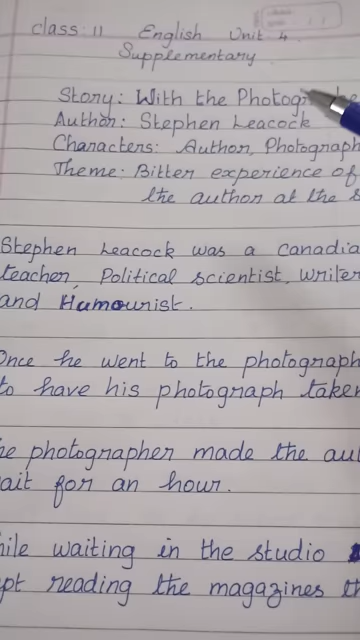 class: 11 English Unit 4
Supplementary
Story: With the Photogr
Author: Stephen Leacock
Characters: Author, Photograph
Theme: Bitter experience of
the author at the s
Stephen Leacock was a Canadia
teacher, Political scientist, writer
and Humourist.
Once he went to the photograph
to have his photograph taken
he photographer made the au
ait for an hour.
hile waiting in the studio
pt reading the magazines th